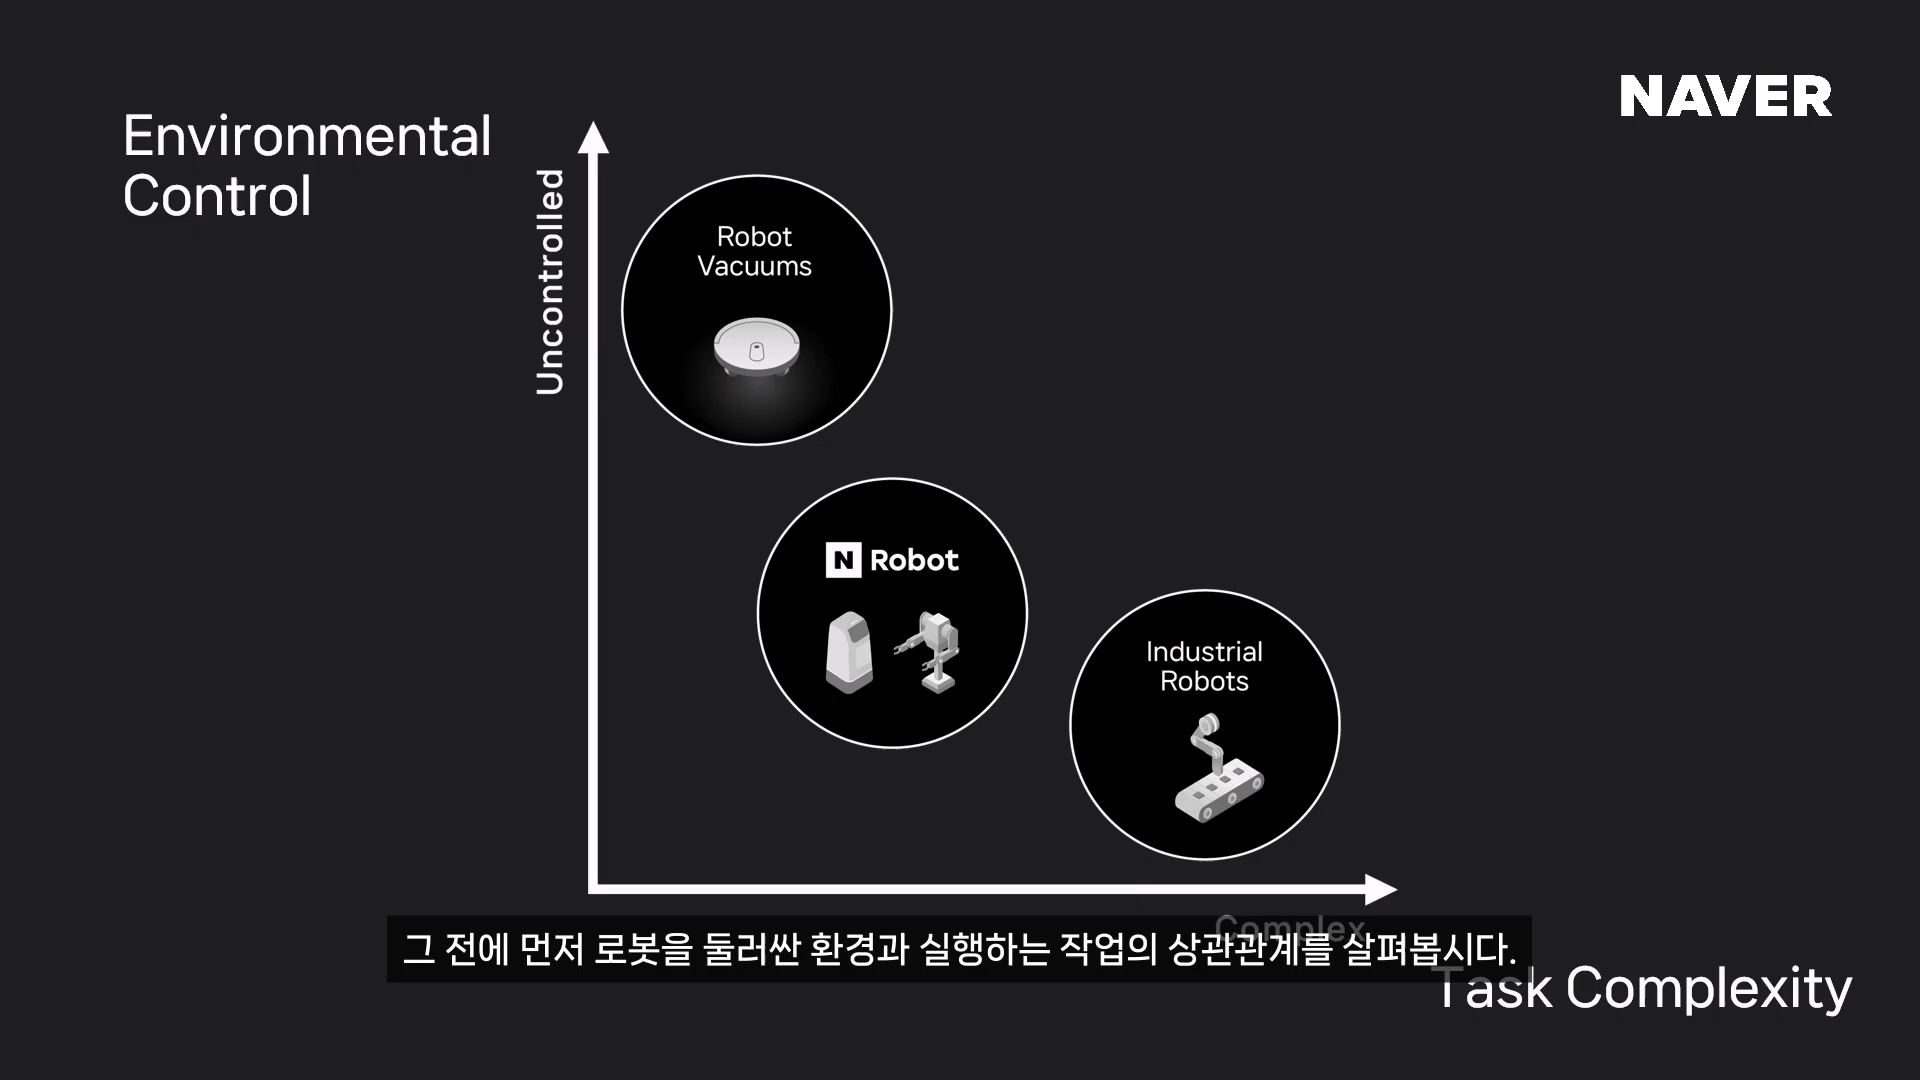 NAVER
Environmental
Control
Uncontrolled
Robot
Vacuums
N Robot
Industrial
Robots
Complex
그 전에 먼저 로봇을 둘러싼 환경과 실행하는 작업의 상관관계를 살펴봅시다.
Task Complexity